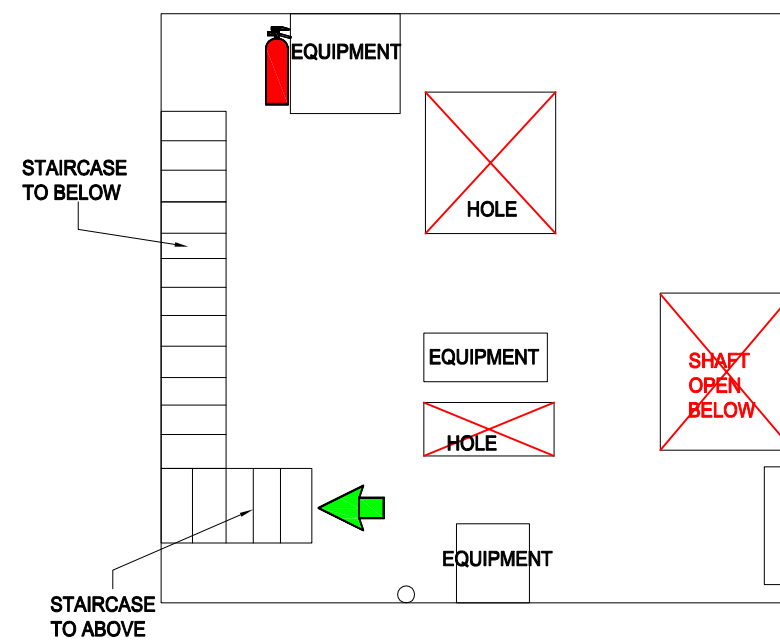 EQUIPMENT
STAIRCASE
TO BELOW
HOLE
EQUIPMENT
SHAFT
OPEN
BELOW
HOLE
EQUIPMENT
STAIRCASE
TO ABOVE